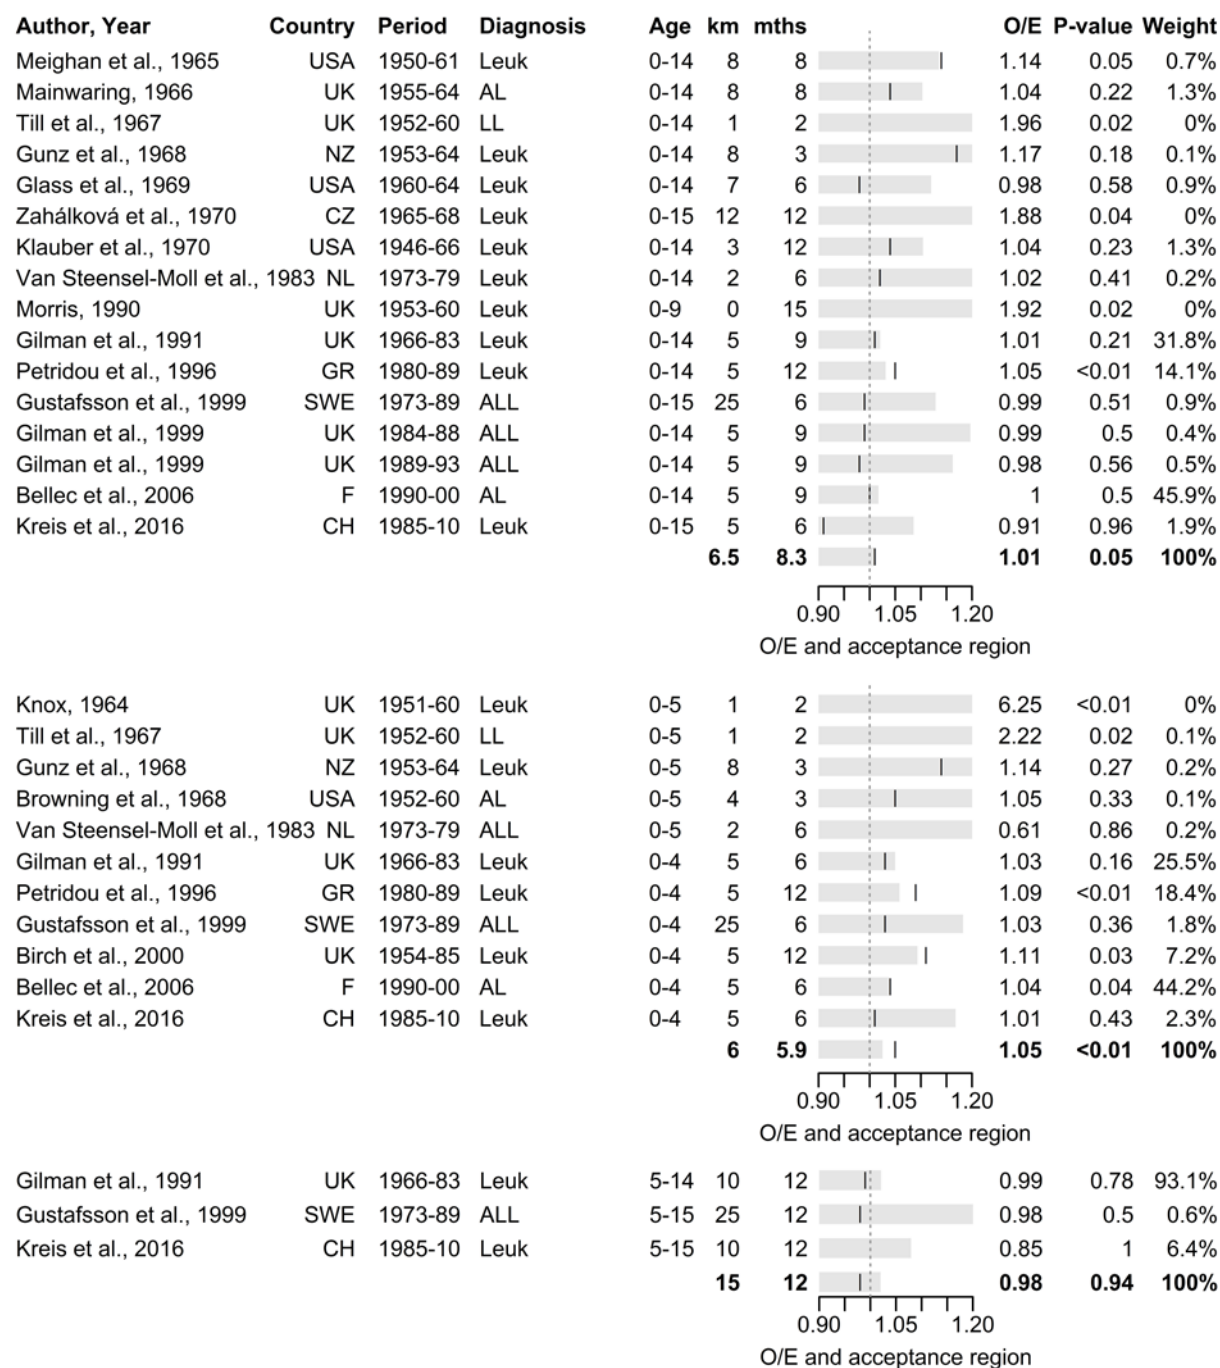 Author, Year Country Period Diagnosis Age km mths O/E P-value Weight
Meighan et al., 1965 USA 1950-61 Leuk 0-14 8 8 1.14 0.05 0.7%
Mainwaring, 1966 UK 1955-64 AL 0-14 8 8 1.04 0.22 1.3%
Till et al., 1967 UK 1952-60 LL 0-14 1 2 1.96 0.02 0%
Gunz et al., 1968 NZ 1953-64 Leuk 0-14 8 3 1.17 0.18 0.1%
Glass et al., 1969 USA 1960-64 Leuk 0-14 7 6 0.98 0.58 0.9%
Zahálková et al., 1970 CZ 1965-68 Leuk 0-15 12 12 1.88 0.04 0%
Klauber et al., 1970 USA 1946-66 Leuk 0-14 3 12 1.04 0.23 1.3%
Van Steensel-Moll et al., 1983 NL 1973-79 Leuk 0-14 2 6 1.02 0.41 0.2%
Morris, 1990 UK 1953-60 Leuk 0-9 0 15 1.92 0.02 0%
Gilman et al., 1991 UK 1966-83 Leuk 0-14 5 9 1.01 0.21 31.8%
Petridou et al., 1996 GR 1980-89 Leuk 0-14 5 12 1.05 <0.01 14.1%
Gustafsson et al., 1999 SWE 1973-89 ALL 0-15 25 6 0.99 0.51 0.9%
Gilman et al., 1999 UK 1984-88 ALL 0-14 5 9 0.99 0.5 0.4%
Gilman et al., 1999 UK 1989-93 ALL 0-14 5 9 0.98 0.56 0.5%
Bellec et al., 2006 F 1990-00 AL 0-14 5 9 1 0.5 45.9%
Kreis et al., 2016 CH 1985-10 Leuk 0-15 5 6 0.91 0.96 1.9%
6.5 8.3 1.01 0.05 100%
0.90 1.05 1.20
O/E and acceptance region
Knox, 1964 UK 1951-60 Leuk 0-5 1 2 6.25 <0.01 0%
Till et al., 1967 UK 1952-60 LL 0-5 1 2 2.22 0.02 0.1%
Gunz et al., 1968 NZ 1953-64 Leuk 0-5 8 3 1.14 0.27 0.2%
Browning et al., 1968 USA 1952-60 AL 0-5 4 3 1.05 0.33 0.1%
Van Steensel-Moll et al., 1983 NL 1973-79 ALL 0-5 2 6 0.61 0.86 0.2%
Gilman et al., 1991 UK 1966-83 Leuk 0-4 5 6 1.03 0.16 25.5%
Petridou et al., 1996 GR 1980-89 Leuk 0-4 5 12 1.09 <0.01 18.4%
Gustafsson et al., 1999 SWE 1973-89 ALL 0-4 25 6 1.03 0.36 1.8%
Birch et al., 2000 UK 1954-85 Leuk 0-4 5 12 1.11 0.03 7.2%
Bellec et al., 2006 F 1990-00 AL 0-4 5 6 1.04 0.04 44.2%
Kreis et al., 2016 CH 1985-10 Leuk 0-4 5 6 1.01 0.43 2.3%
6 5.9 1.05 <0.01 100%
0.90 1.05 1.20
O/E and acceptance region
Gilman et al., 1991 UK 1966-83 Leuk 5-14 10 12 0.99 0.78 93.1%
Gustafsson et al., 1999 SWE 1973-89 ALL 5-15 25 12 0.98 0.5 0.6%
Kreis et al., 2016 CH 1985-10 Leuk 5-15 10 12 0.85 1 6.4%
15 12 0.98 0.94 100%
0.90 1.05 1.20
O/E and acceptance region